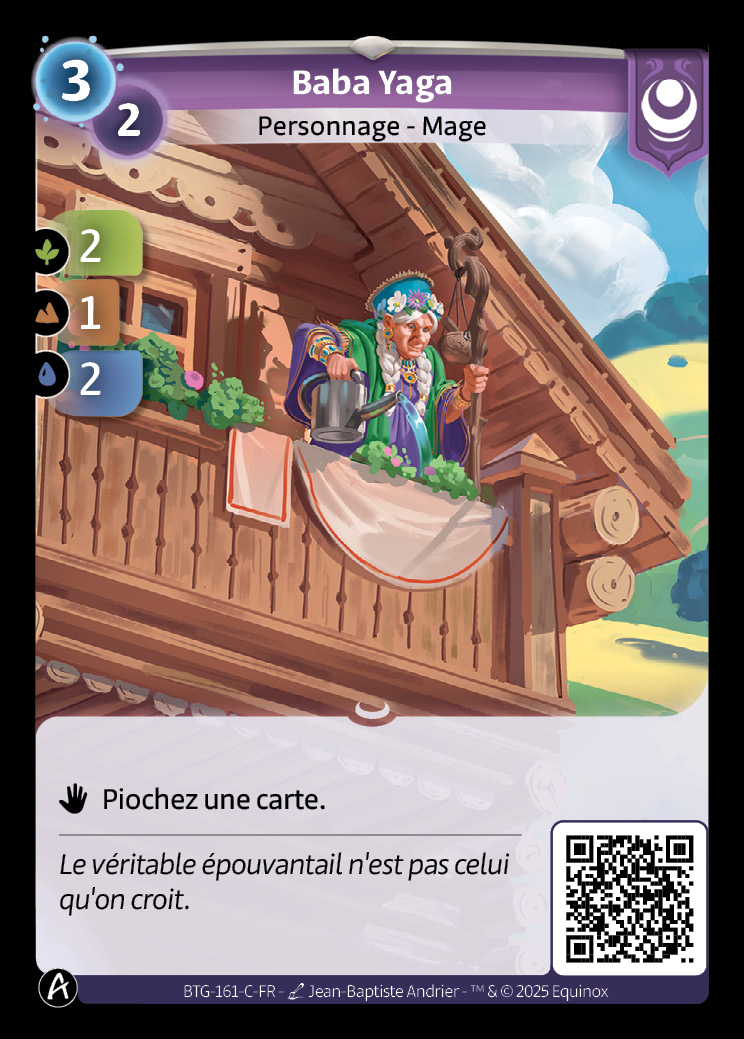 3
Baba Yaga
2
Personnage - Mage
2
1
2
Piochez une carte.
Le véritable épouvantail n'est pas celui
qu'on croit.
A
BTG-161-C-FR - Jean-Baptiste Andrier - ™ & © 2025 Equinox